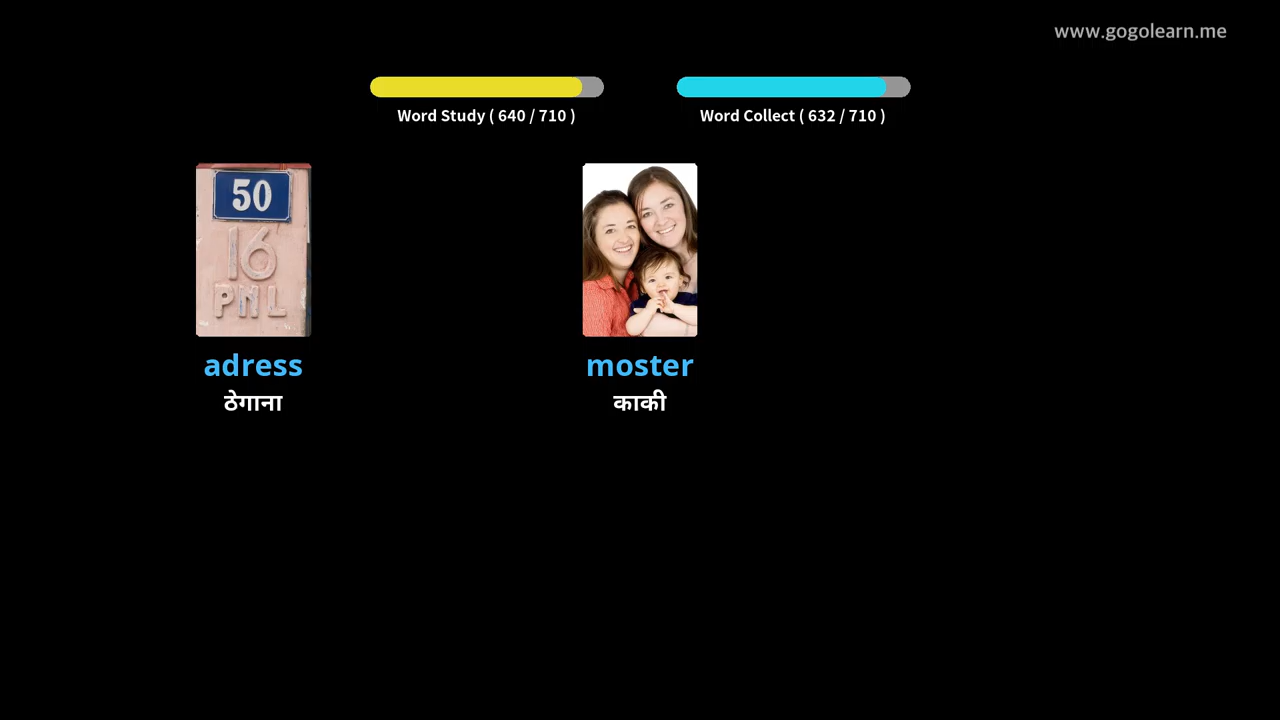 www.gogolearn.me
Word Study ( 640 / 710 )
Word Collect ( 632 / 710 )
50
16
PNL
adress
moster
ठेगाना
काकी